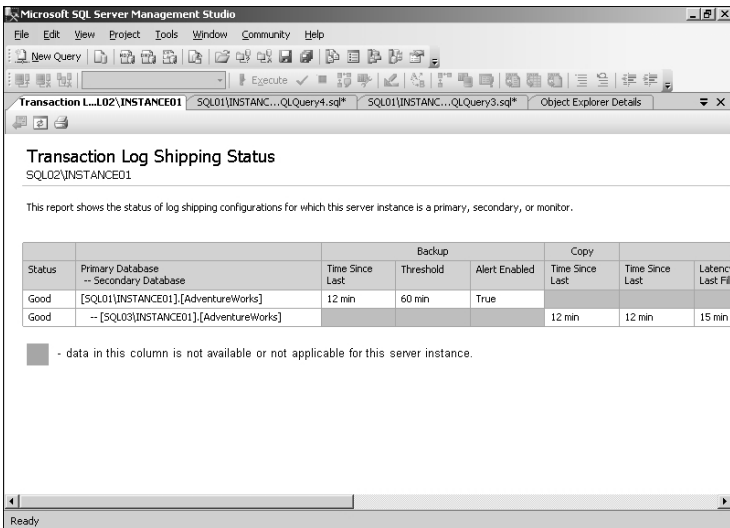 Microsoft SQL Server Management Studio
File Edit View Project Tools Window Community Help
New Query
Execute
Transaction L...L02\INSTANCE01 SQL01\INSTANC...QLQuery4.sql* SQL01\INSTANC...QLQuery3.sql* Object Explorer Details
Transaction Log Shipping Status
SQL02\INSTANCE01
This report shows the status of log shipping configurations for which this server instance is a primary, secondary, or monitor.
Backup Copy
Status Primary Database Time Since Threshold Alert Enabled Time Since Time Since Latenc
-- Secondary Database Last Last Last Last Fil
Good [SQL01\INSTANCE01].[AdventureWorks] 12 min 60 min True
Good -- [SQL03\INSTANCE01].[AdventureWorks] 12 min 12 min 15 min
- data in this column is not available or not applicable for this server instance.
Ready